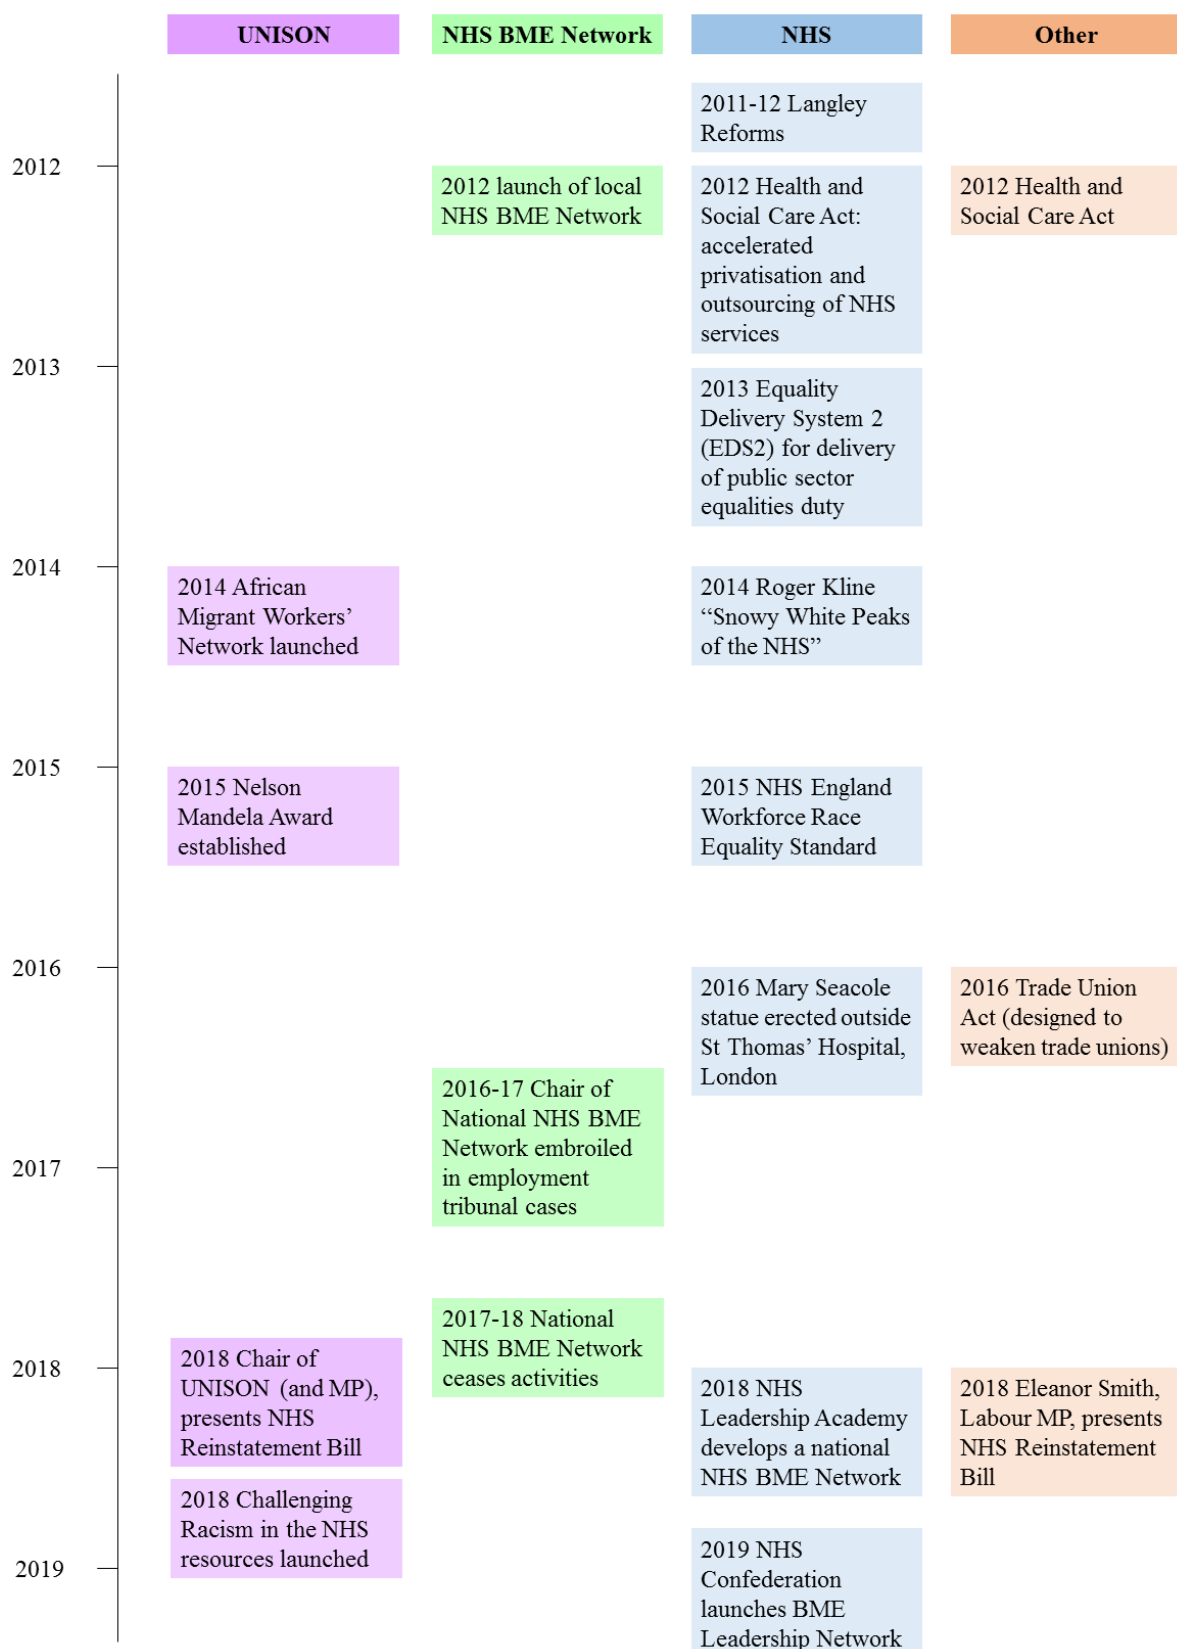 UNISON
NHS BME Network
NHS
Other
2011-12 Langley
Reforms
2012
2012 launch of local
NHS BME Network
2012 Health and
Social Care Act:
accelerated
privatisation and
outsourcing of NHS
services
2012 Health and
Social Care Act
2013
2013 Equality
Delivery System 2
(EDS2) for delivery
of public sector
equalities duty
2014
2014 African
Migrant Workers’
Network launched
2014 Roger Kline
“Snowy White Peaks
of the NHS”
2015
2015 Nelson
Mandela Award
established
2015 NHS England
Workforce Race
Equality Standard
2016
2016 Mary Seacole
statue erected outside
St Thomas’ Hospital,
London
2016 Trade Union
Act (designed to
weaken trade unions)
2016-17 Chair of
National NHS BME
Network embroiled
in employment
tribunal cases
2017
2017-18 National
NHS BME Network
ceases activities
2018
2018 Chair of
UNISON (and MP),
presents NHS
Reinstatement Bill
2018 NHS
Leadership Academy
develops a national
NHS BME Network
2018 Eleanor Smith,
Labour MP, presents
NHS Reinstatement
Bill
2018 Challenging
Racism in the NHS
resources launched
2019
2019 NHS
Confederation
launches BME
Leadership Network